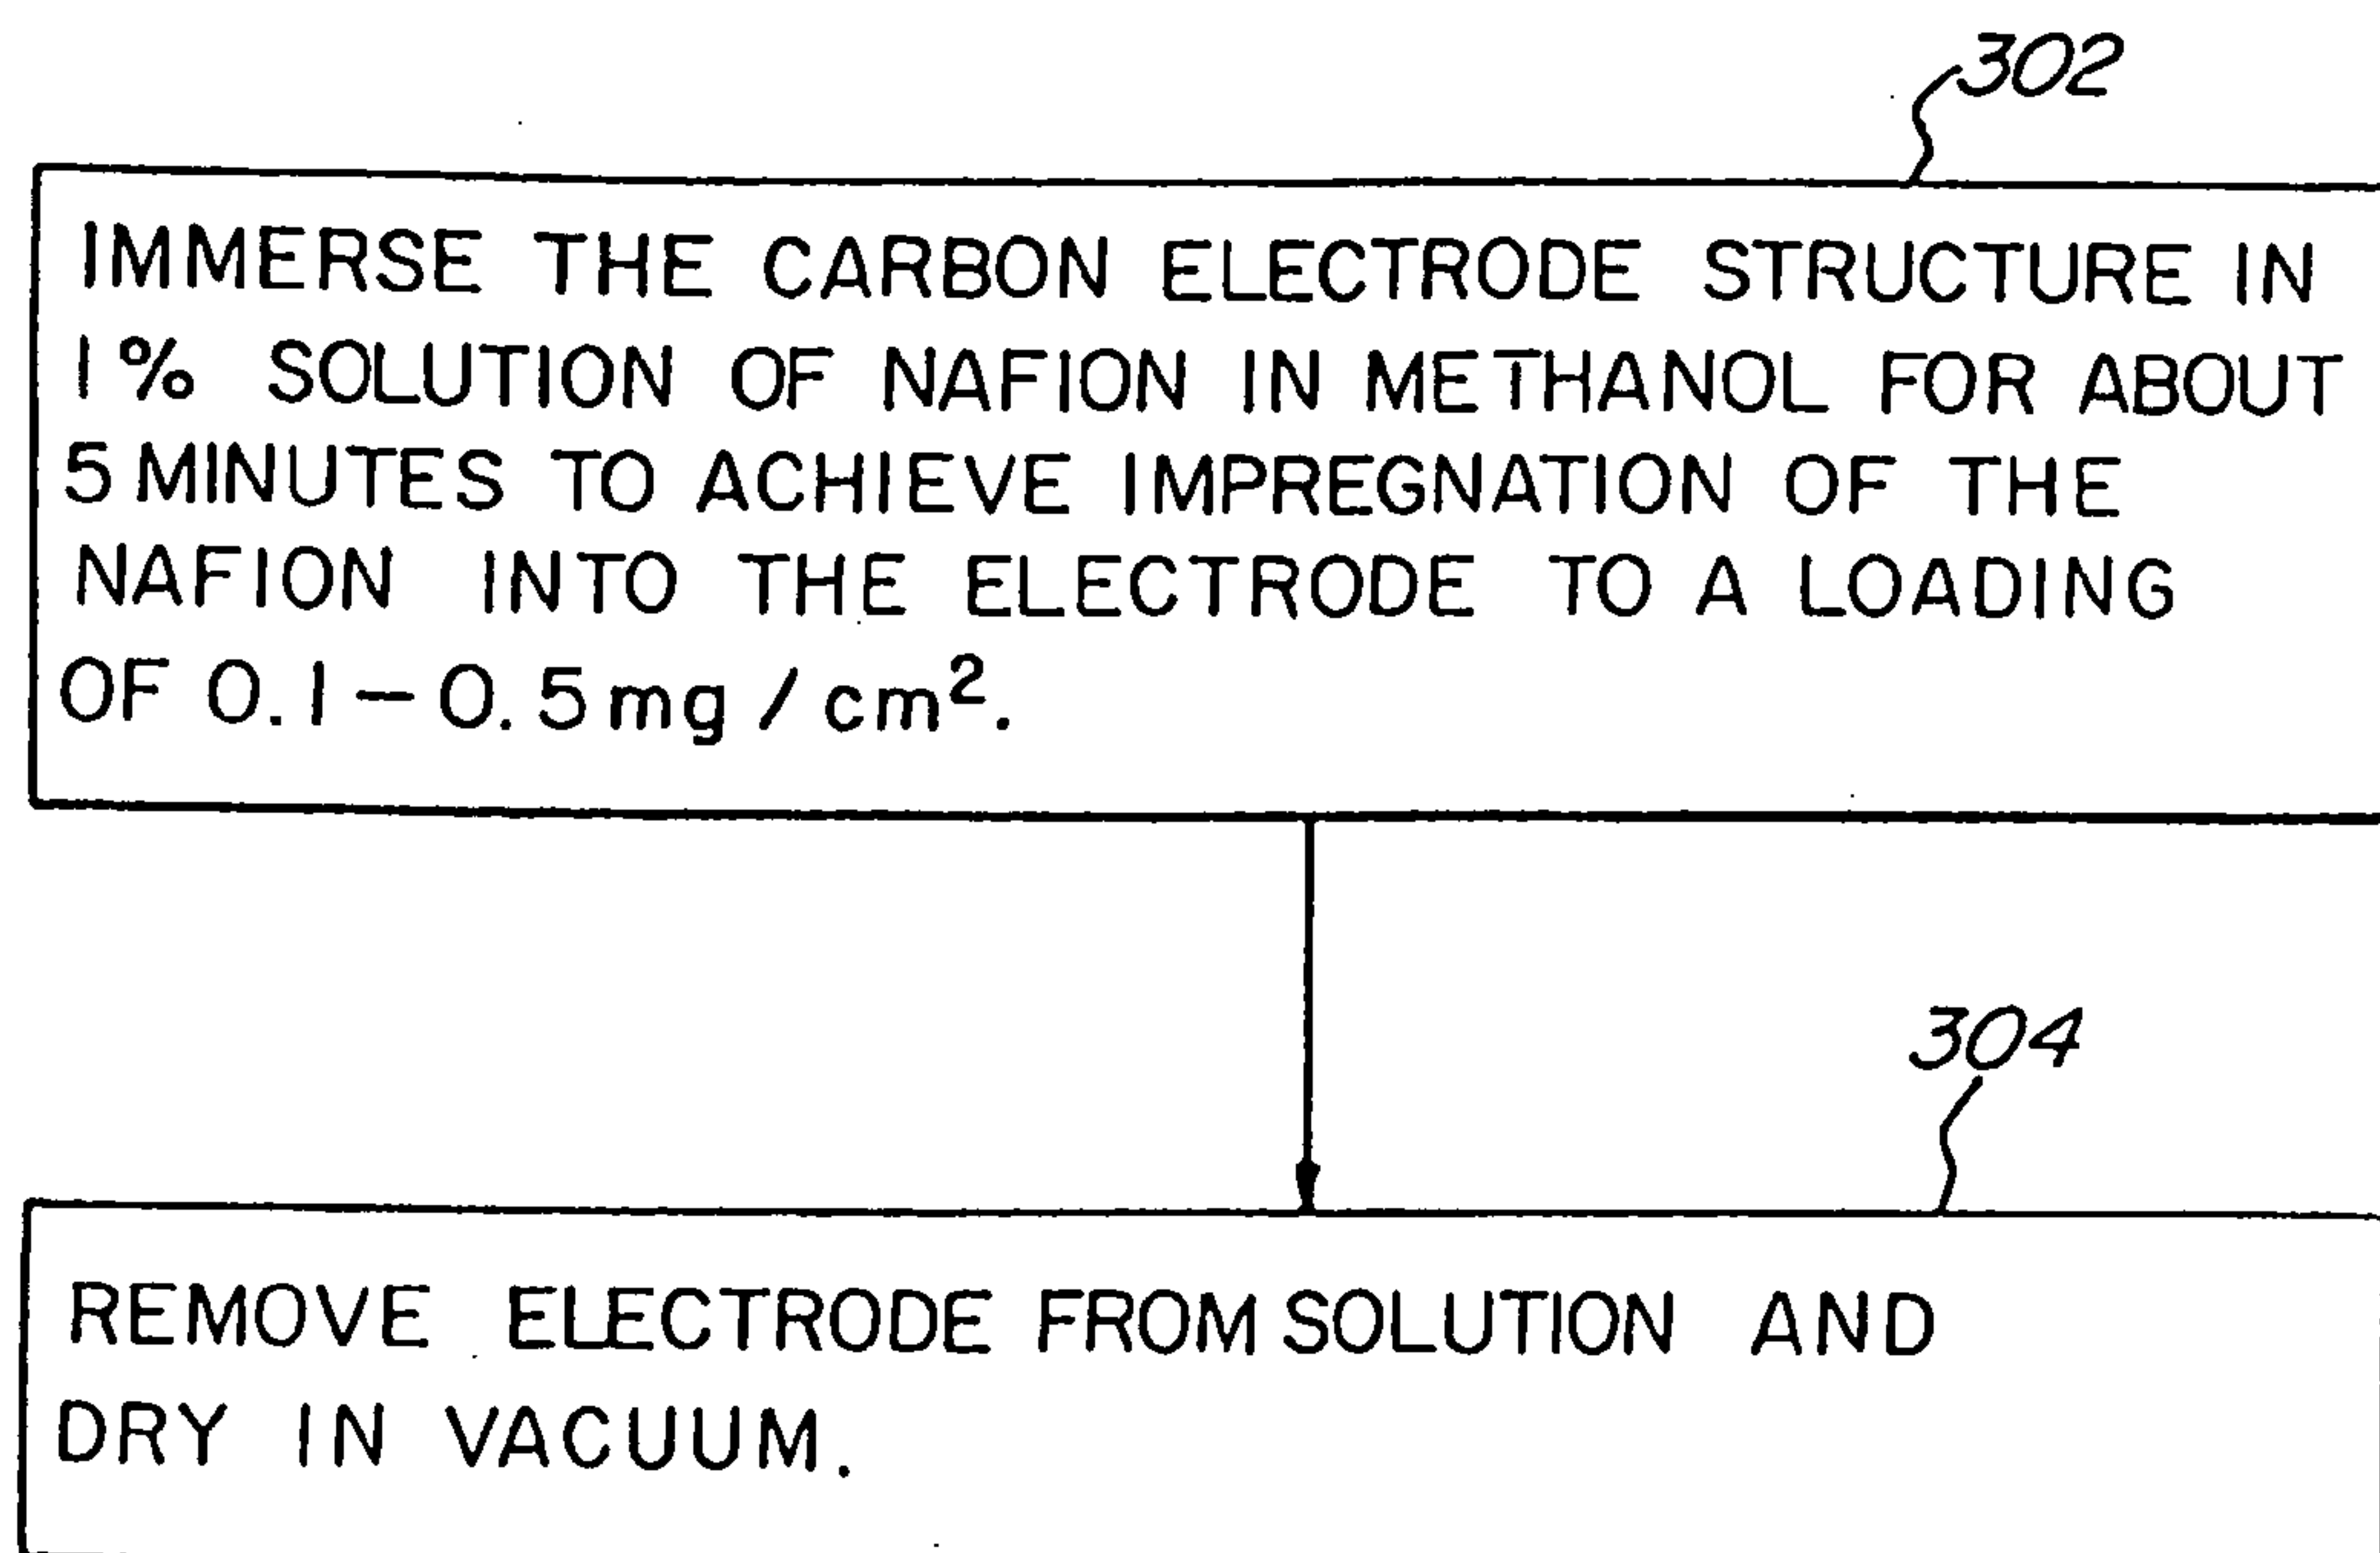 302
IMMERSE THE CARBON ELECTRODE STRUCTURE IN
1% SOLUTION OF NAFION IN METHANOL FOR ABOUT
5 MINUTES TO ACHIEVE IMPREGNATION OF THE
NAFION INTO THE ELECTRODE TO A LOADING
OF 0.1-0.5mg/cm².
304
REMOVE ELECTRODE FROM SOLUTION AND
DRY IN VACUUM.